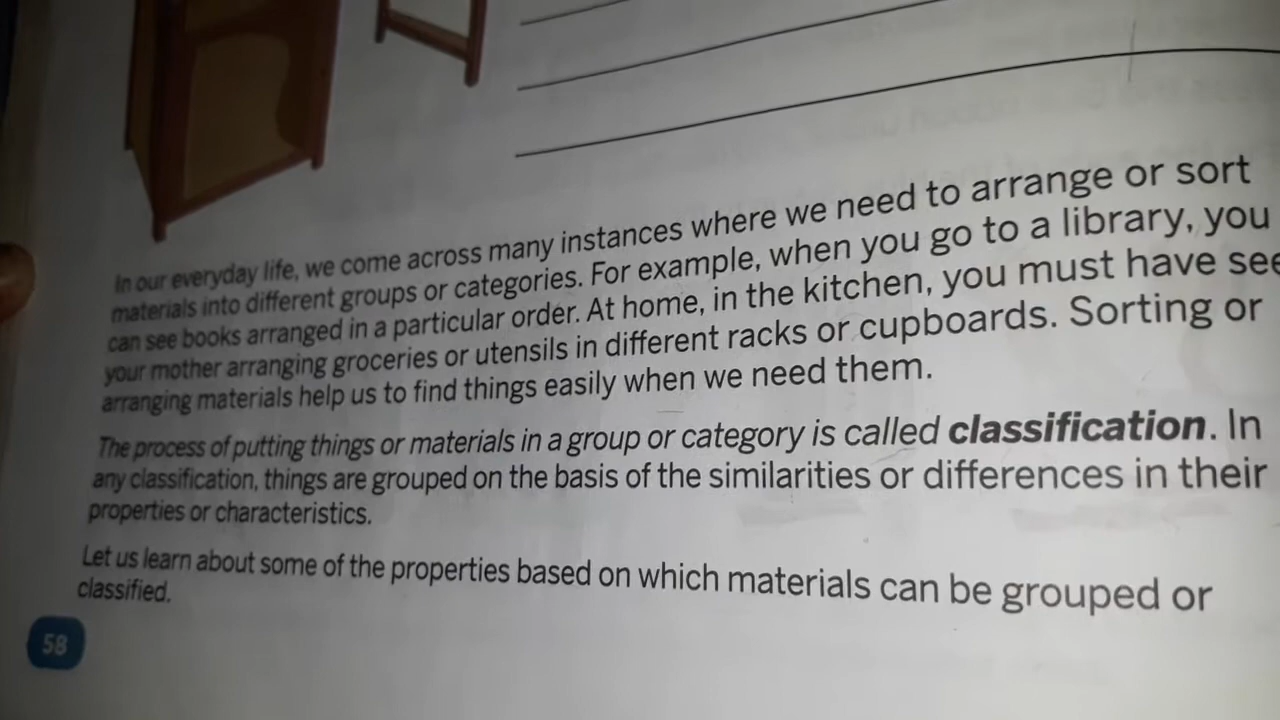 In our everyday life, we come across many instances where we need to arrange or sort
materials into different groups or categories. For example, when you go to a library, you
can see books arranged in a particular order. At home, in the kitchen, you must have see
your mother arranging groceries or utensils in different racks or cupboards. Sorting or
arranging materials help us to find things easily when we need them.
The process of putting things or materials in a group or category is called classification. In
any classification, things are grouped on the basis of the similarities or differences in their
properties or characteristics.
Let us learn about some of the properties based on which materials can be grouped or
classified.
58